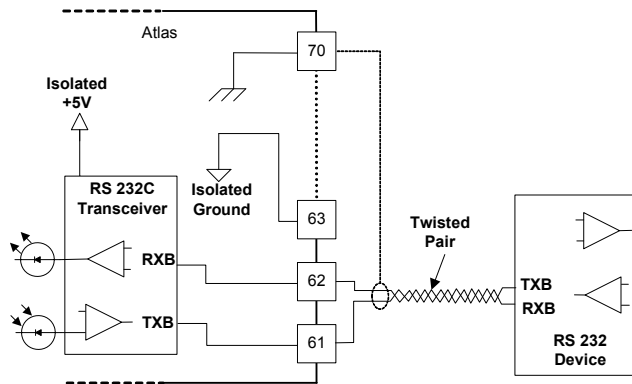 Atlas
70
Isolated
+5V
RS 232C
Transceiver
Isolated
Ground
63
Twisted
Pair
RXB
62
TXB
RXB
TXB
61
RS 232
Device